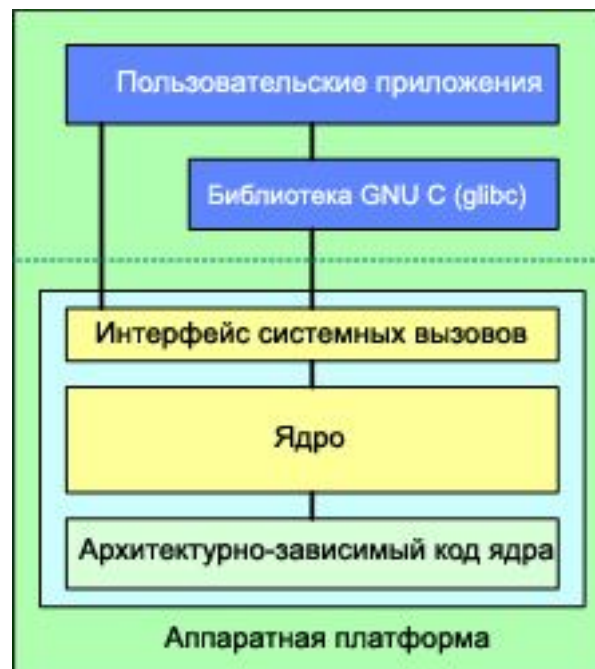 Пользовательские приложения
Библиотека GNU C (glibc)
Интерфейс системных вызовов
Ядро
Архитектурно-зависимый код ядра
Аппаратная платформа